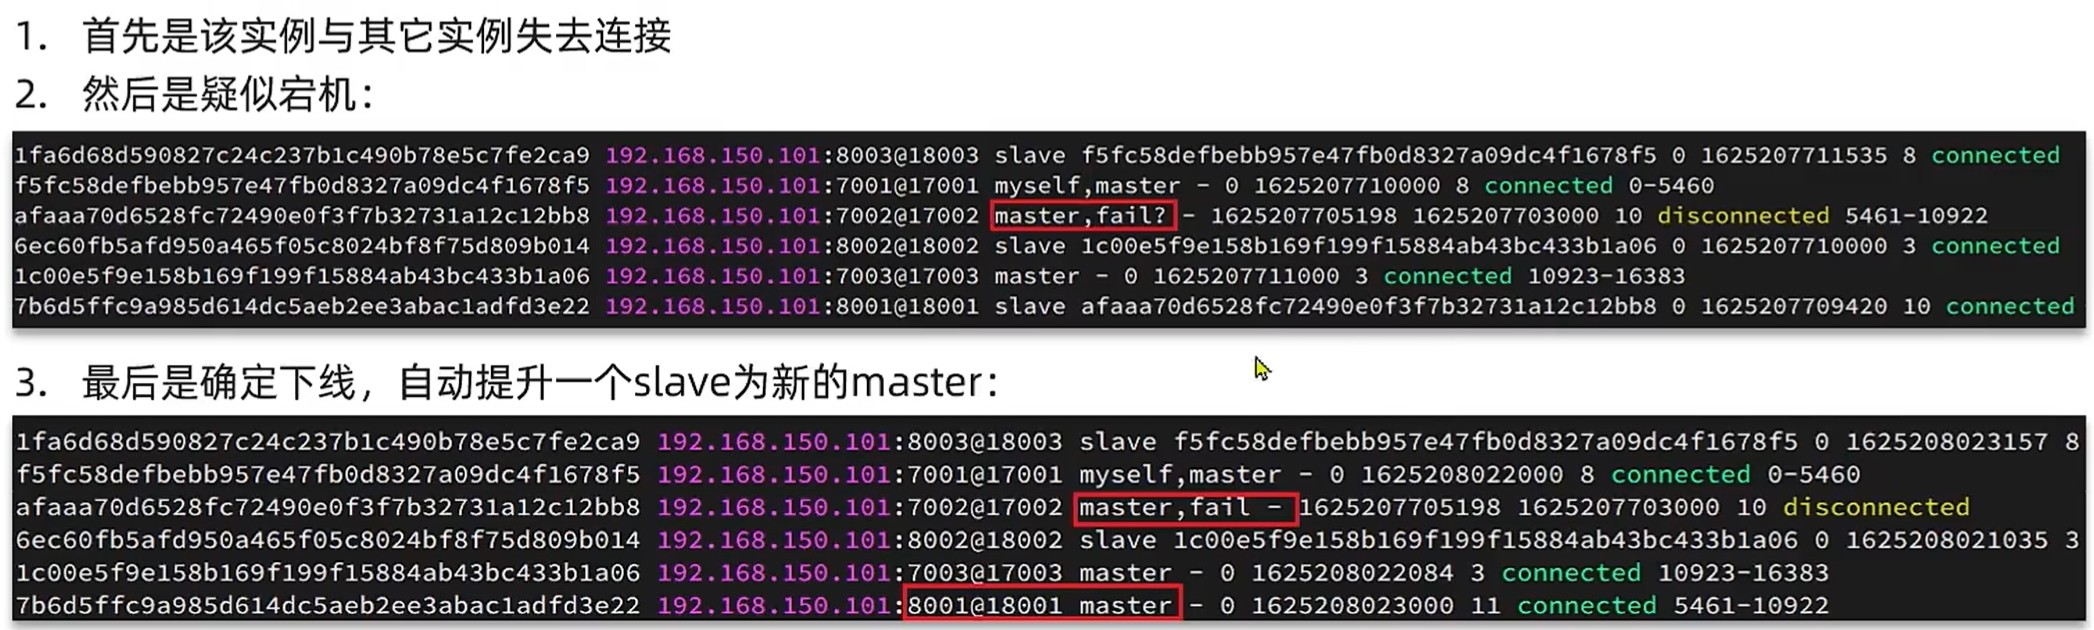 1. 首先是该实例与其它实例失去连接
2. 然后是疑似宕机：
1fa6d68d590827c24c237b1c490b78e5c7fe2ca9 192.168.150.101:8003@18003 slave f5fc58defbebb957e47fb0d8327a09dc4f1678f5 0 1625207711535 8 connected
f5fc58defbebb957e47fb0d8327a09dc4f1678f5 192.168.150.101:7001@17001 myself,master - 0 1625207710000 8 connected 0-5460
afaaa70d6528fc72490e0f3f7b32731a12c12bb8 192.168.150.101:7002@17002 master,fail? - 1625207705198 1625207703000 10 disconnected 5461-10922
6ec60fb5afd950a465f05c8024bf8f75d809b014 192.168.150.101:8002@18002 slave 1c00e5f9e158b169f199f15884ab43bc433b1a06 0 1625207710000 3 connected
1c00e5f9e158b169f199f15884ab43bc433b1a06 192.168.150.101:7003@17003 master - 0 1625207711000 3 connected 10923-16383
7b6d5ffc9a985d614dc5aeb2ee3abac1adfd3e22 192.168.150.101:8001@18001 slave afaaa70d6528fc72490e0f3f7b32731a12c12bb8 0 1625207709420 10 connected
3. 最后是确定下线，自动提升一个slave为新的master：
1fa6d68d590827c24c237b1c490b78e5c7fe2ca9 192.168.150.101:8003@18003 slave f5fc58defbebb957e47fb0d8327a09dc4f1678f5 0 1625208023157 8
f5fc58defbebb957e47fb0d8327a09dc4f1678f5 192.168.150.101:7001@17001 myself,master - 0 1625208022000 8 connected 0-5460
afaaa70d6528fc72490e0f3f7b32731a12c12bb8 192.168.150.101:7002@17002 master,fail - 1625207705198 1625207703000 10 disconnected
6ec60fb5afd950a465f05c8024bf8f75d809b014 192.168.150.101:8002@18002 slave 1c00e5f9e158b169f199f15884ab43bc433b1a06 0 1625208021035 3
1c00e5f9e158b169f199f15884ab43bc433b1a06 192.168.150.101:7003@17003 master - 0 1625208022084 3 connected 10923-16383
7b6d5ffc9a985d614dc5aeb2ee3abac1adfd3e22 192.168.150.101:8001@18001 master - 0 1625208023000 11 connected 5461-10922